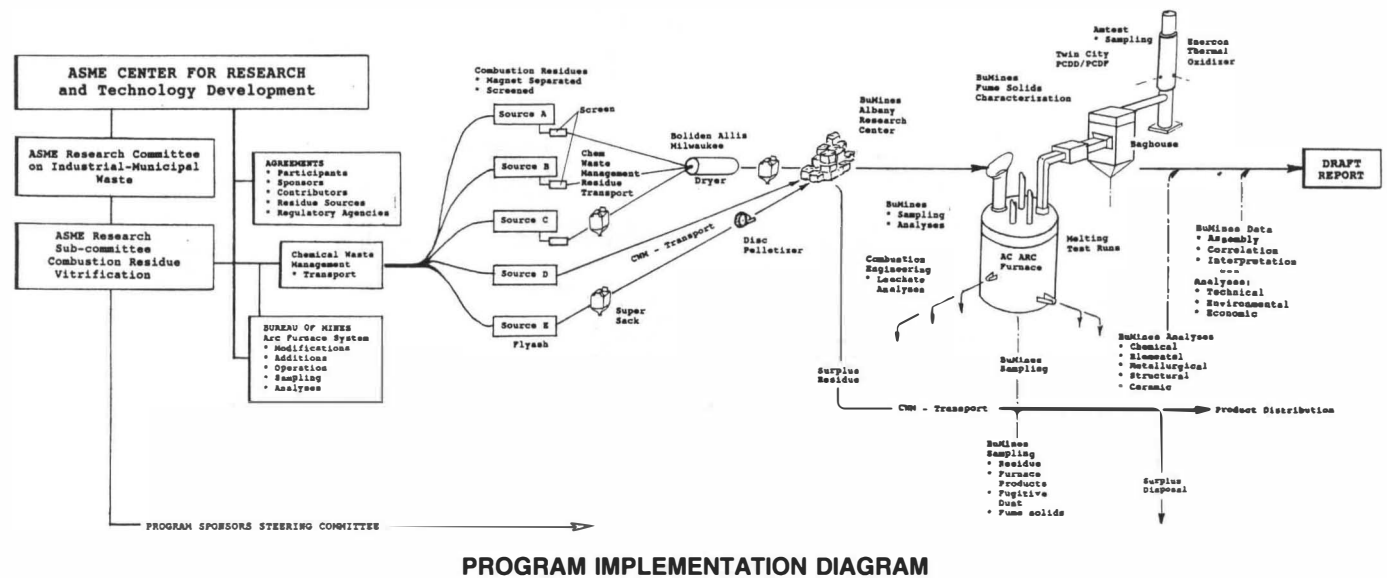 ASME CENTER FOR RESEARCH
and Technology Development
ASME Research Committee
on Industrial-Municipal
Waste
ASME Research
Sub-committee
Combustion Residue
Vitrification
AGREEMENTS
* Participants
* Sponsors
* Contributors
* Residue Sources
* Regulatory Agencies
Chemical Waste
Management
* Transport
BUREAU OF MINES
Arc Furnace System
* Modifications
* Additions
* Operation
* Sampling
* Analyses
Combustion Residues
* Magnet Separated
* Screened
Source A
Screen
Source B
Source C
Source D
Source E
Flyash
Chem
Waste
Management
Residue
Transport
Boliden Allis
Milwaukee
Dryer
CWM - Transport
Disc
Pelletizer
Super
Sack
BuMines
Albany
Research
Center
BuMines
Fume Solids
Characterization
Twin City
PCDD/PCDF
Amtest
* Sampling
Enercon
Thermal
Oxidizer
Baghouse
BuMines
* Sampling
* Analyses
Combustion
Engineering
* Leachate
Analyses
AC ARC
Furnace
Melting
Test Runs
DRAFT
REPORT
BuMines Data
* Assembly
* Correlation
* Interpretation
---
Analyses:
* Technical
* Environmental
* Economic
BuMines Analyses
* Chemical
* Elemental
* Metallurgical
* Structural
* Ceramic
BuMines
Sampling
Surplus
Residue
CWM - Transport
Product Distribution
BuMines
Sampling
* Residue
* Furnace
Products
* Fugitive
Dust
* Fume solids
Surplus
Disposal
PROGRAM SPONSORS STEERING COMMITTEE
PROGRAM IMPLEMENTATION DIAGRAM